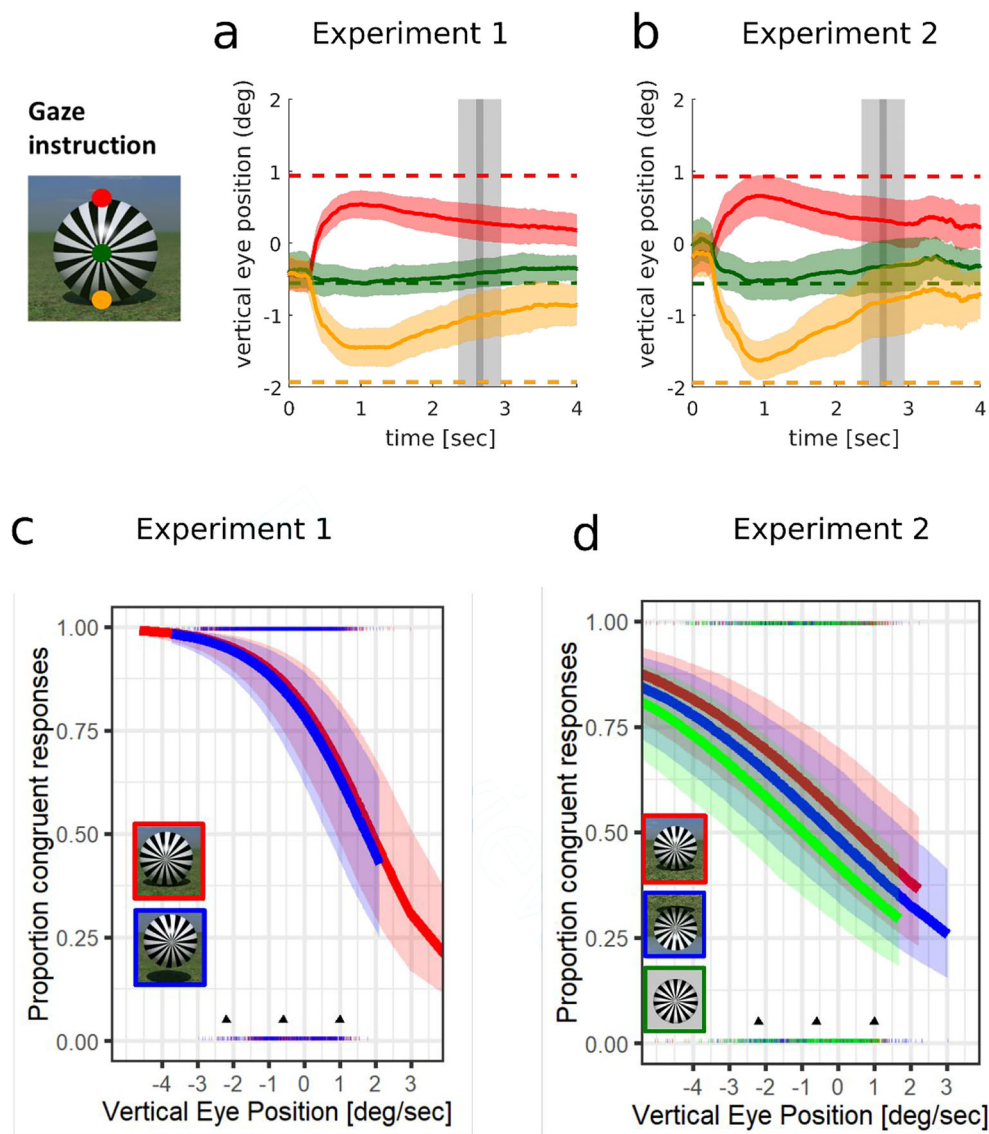 a Experiment 1
b Experiment 2
Gaze
instruction
vertical eye position (deg)
2
1
0
-1
-2
0 1 2 3 4
time [sec]
vertical eye position (deg)
2
1
0
-1
-2
0 1 2 3 4
time [sec]
c Experiment 1
d Experiment 2
Proportion congruent responses
1.00
0.75
0.50
0.25
0.00
-4 -3 -2 -1 0 1 2 3
Vertical Eye Position [deg/sec]
Proportion congruent responses
1.00
0.75
0.50
0.25
0.00
-4 -3 -2 -1 0 1 2 3
Vertical Eye Position [deg/sec]